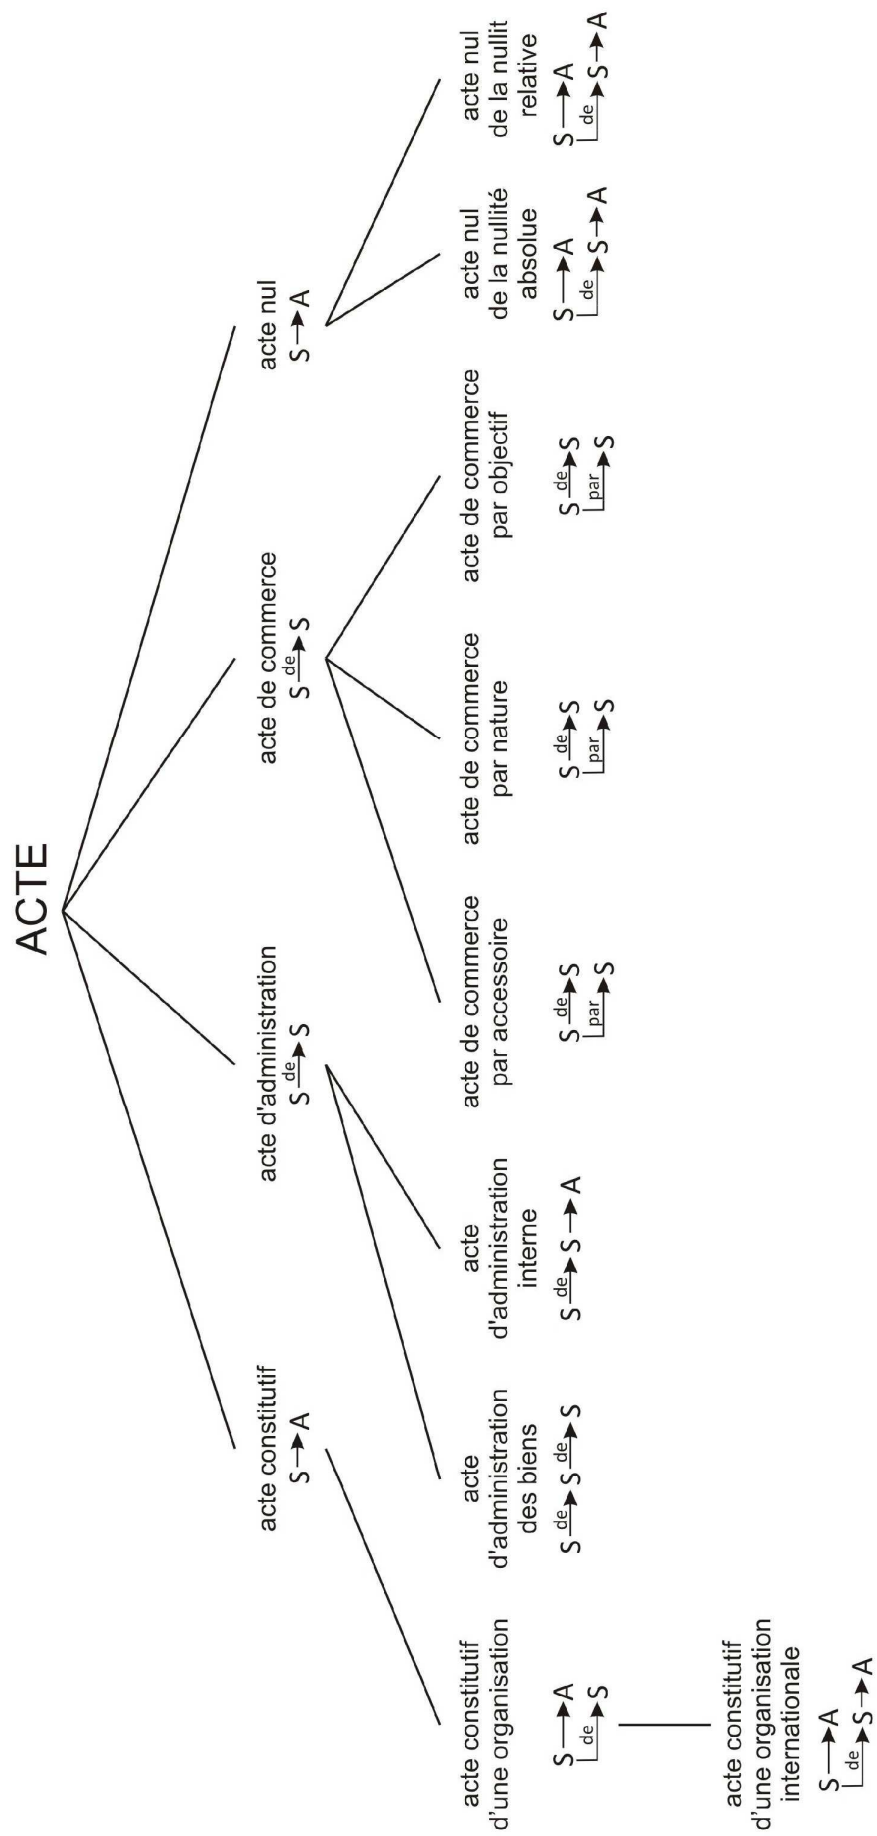 ACTE
acte constitutif
S→A
acte d'administration
S de→ S
acte de commerce
S de→ S
acte nul
S→A
acte constitutif
d'une organisation
S→A
de→ S
acte
d'administration
des biens
S de→ S de→ S
acte
d'administration
interne
S de→ S→A
acte de commerce
par accessoire
S de→ S
par→ S
acte de commerce
par nature
S de→ S
par→ S
acte de commerce
par objectif
S de→ S
par→ S
acte nul
de la nullité
absolue
S→A
de→ S→A
acte nul
de la nullit
relative
S→A
de→ S→A
acte constitutif
d'une organisation
internationale
S→A
de→ S→A